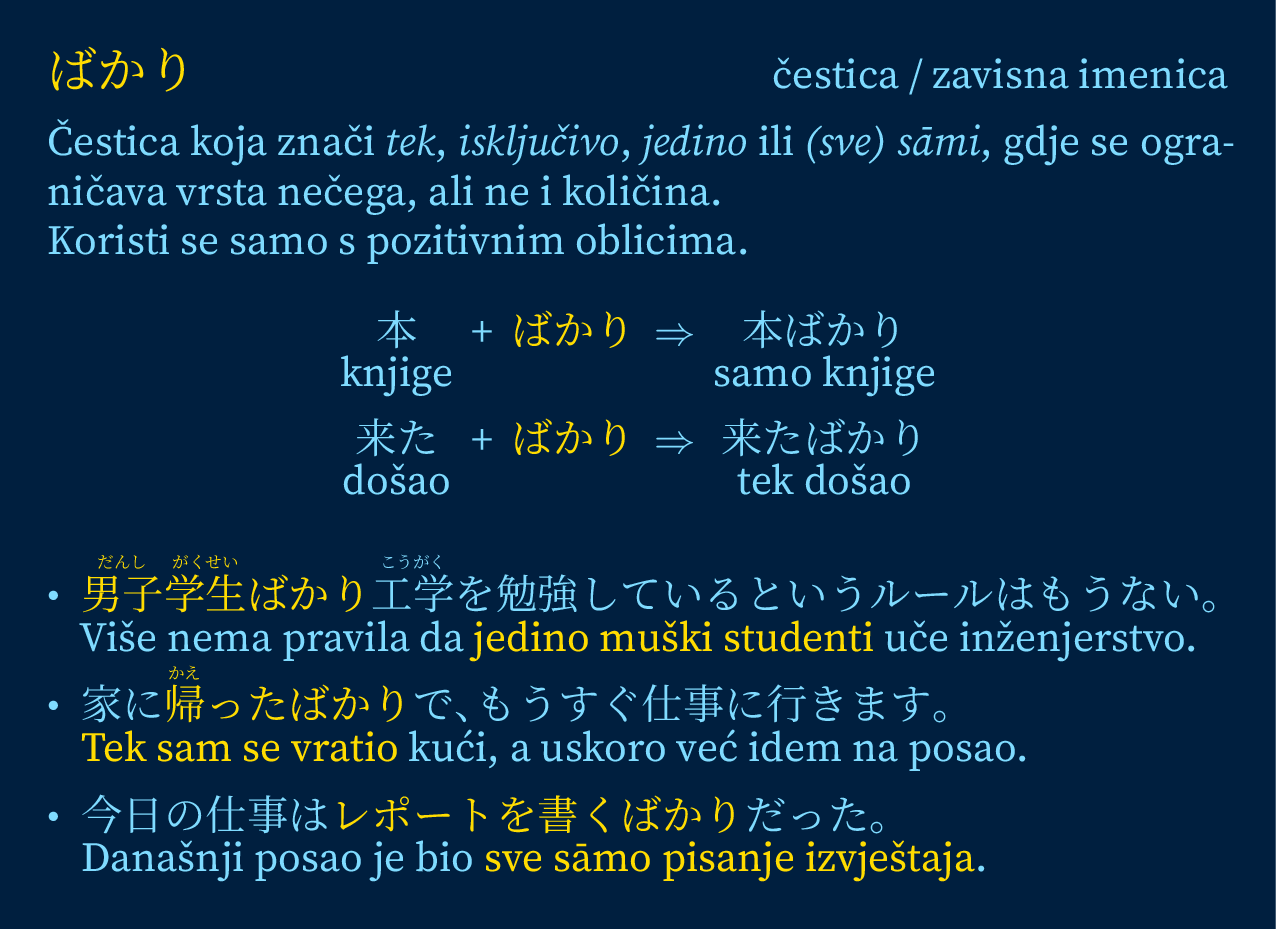 ばかり čestica / zavisna imenica
Čestica koja znači tek, isključivo, jedino ili (sve) sāmi, gdje se ogra-
ničava vrsta nečega, ali ne i količina.
Koristi se samo s pozitivnim oblicima.
本 + ばかり ⇒ 本ばかり
knjige samo knjige
来た + ばかり ⇒ 来たばかり
došao tek došao
だんし がくせい こうがく
• 男子学生ばかり工学を勉強しているというルールはもうない。
Više nema pravila da jedino muški studenti uče inženjerstvo.
かえ
• 家に帰ったばかりで、もうすぐ仕事に行きます。
Tek sam se vratio kući, a uskoro već idem na posao.
• 今日の仕事はレポートを書くばかりだった。
Današnji posao je bio sve sāmo pisanje izvještaja.